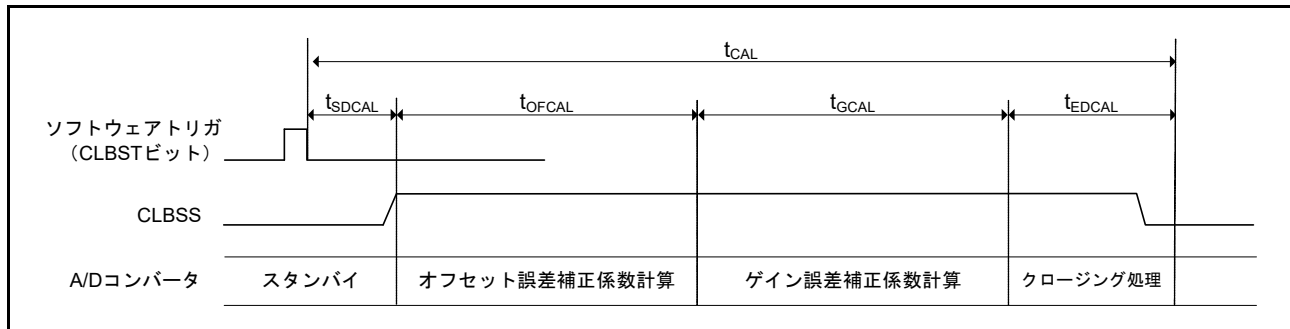 tCAL
tSDCAL
tOFCAL
tGCAL
tEDCAL
ソフトウェアトリガ
（CLBSTビット）
CLBSS
A/Dコンバータ
スタンバイ
オフセット誤差補正係数計算
ゲイン誤差補正係数計算
クロージング処理